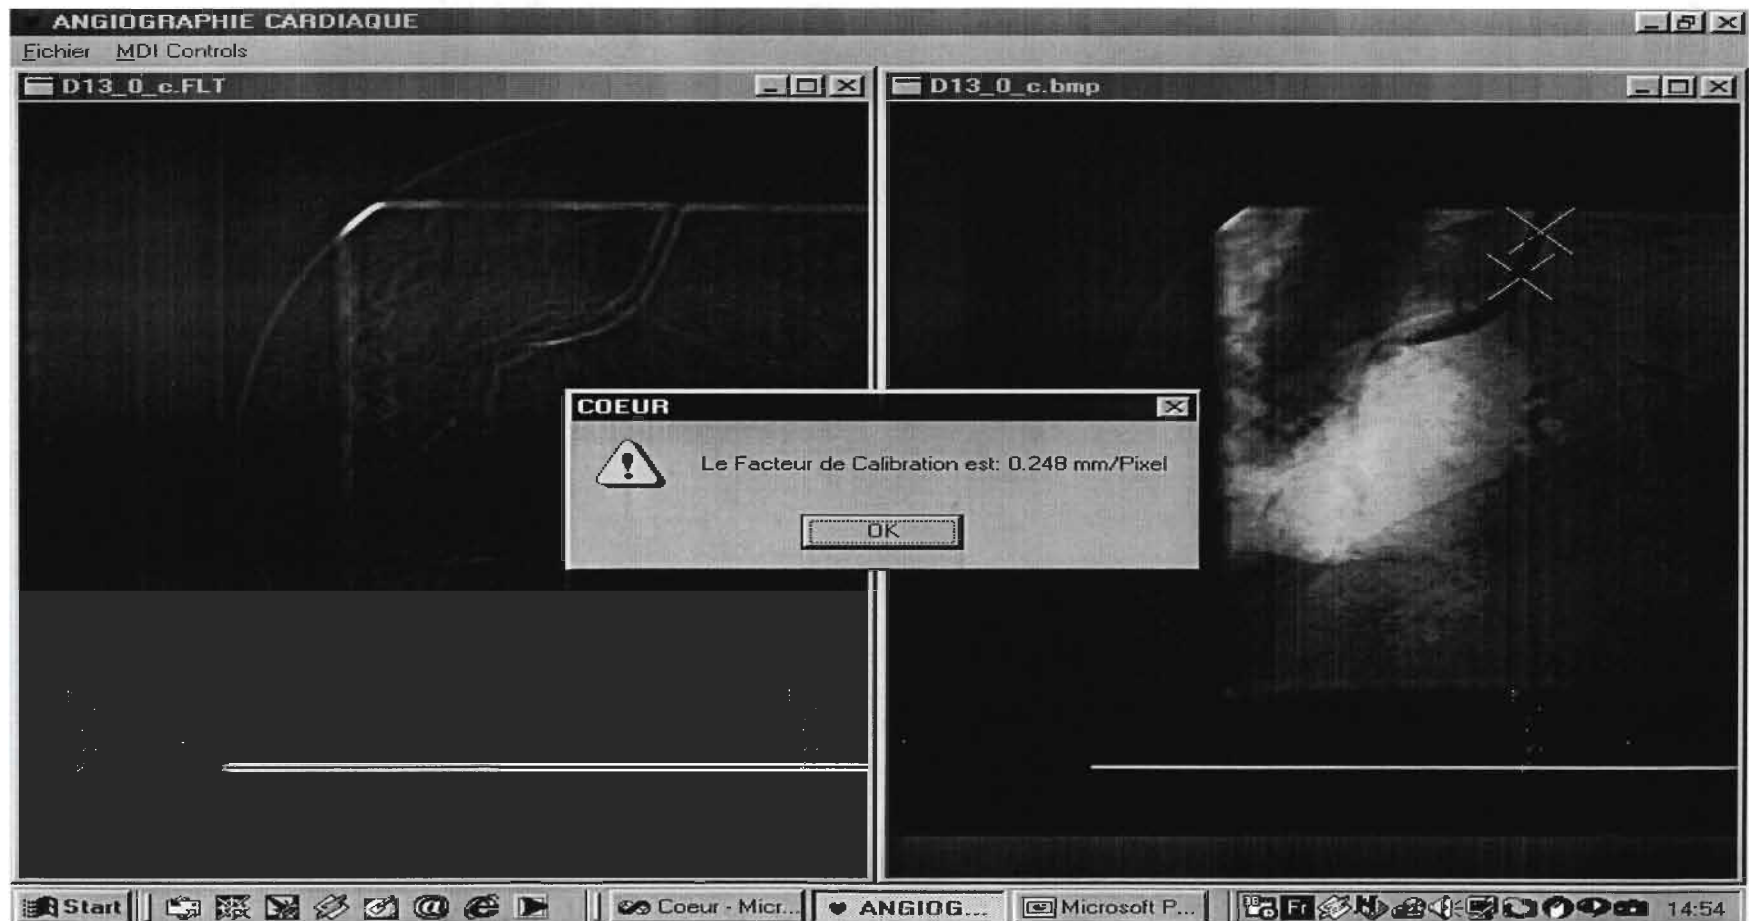 ANGIOGRAPHIE CARDIAQUE
Fichier MDI Controls
D13_0_c.FLT
D13_0_c.bmp
COEUR
Le Facteur de Calibration est: 0.248 mm/Pixel
OK
Start
Coeur - Micr...
ANGIOG...
Microsoft P...
Fr
14:54